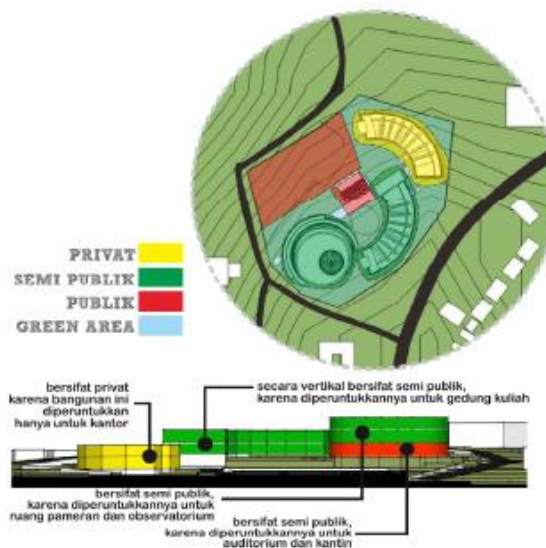 PRIVAT
SEMI PUBLIK
PUBLIK
GREEN AREA
bersifat privat
karena bangunan ini
diperuntukkan
hanya untuk kantor
secara vertikal bersifat semi publik,
karena diperuntukkannya untuk gedung kuliah
bersifat semi publik,
karena diperuntukkannya untuk
ruang pameran dan observatorium
bersifat semi publik,
karena diperuntukkannya untuk
auditorium dan kantin